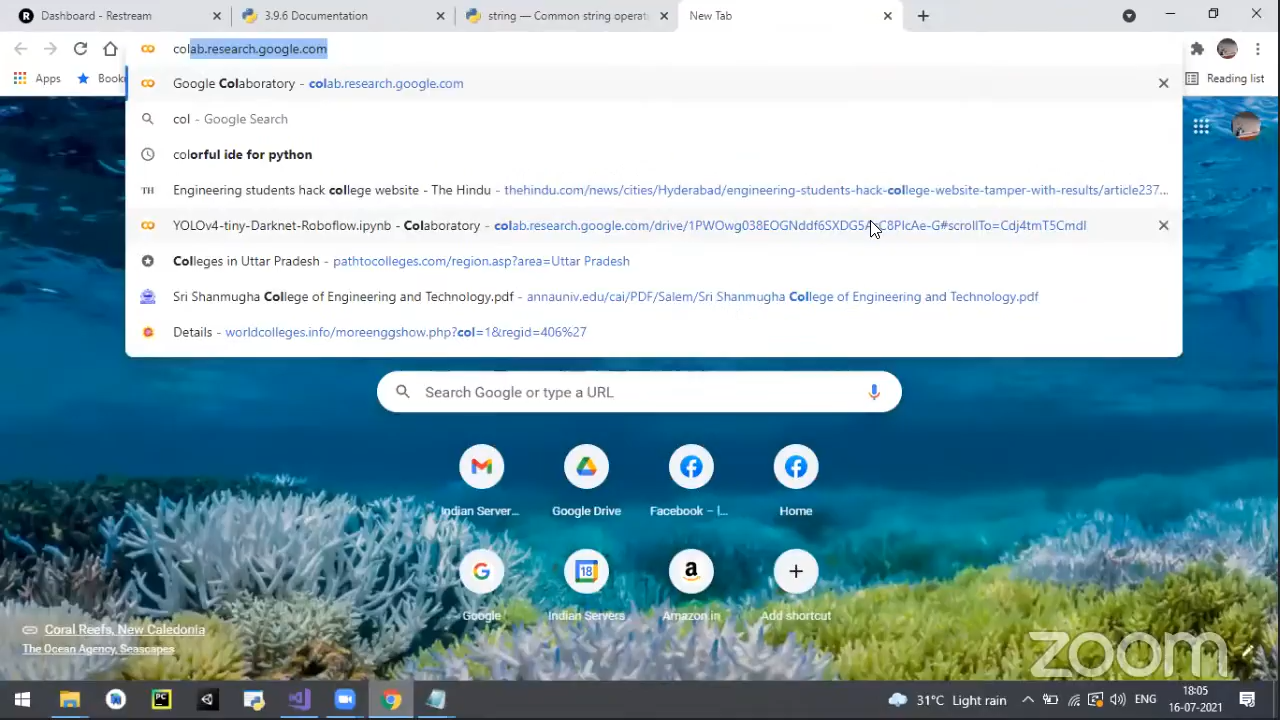 Dashboard - Restream
3.9.6 Documentation
string — Common string operat
New Tab
colab.research.google.com
Apps
Book
Reading list
Google Colaboratory - colab.research.google.com
col - Google Search
colorful ide for python
TH Engineering students hack college website - The Hindu - thehindu.com/news/cities/Hyderabad/engineering-students-hack-college-website-tamper-with-results/article237...
YOLOv4-tiny-Darknet-Roboflow.ipynb - Colaboratory - colab.research.google.com/drive/
Colleges in Uttar Pradesh - pathtocolleges.com/region.asp?area=Uttar Pradesh
Sri Shanmugha College of Engineering and Technology.pdf - annauniv.edu/cai/PDF/Salem/Sri Shanmugha College of Engineering and Technology.pdf
Details - worldcolleges.info/moreenggshow.php?col=1&regid=406%27
Search Google or type a URL
Indian Server...
Google Drive
Facebook – l...
Home
18
Google
Indian Servers
Amazon in
Add shortcut
Coral Reefs, New Caledonia
The Ocean Agency, Seascapes
zoom
PC
31°C Light rain
ENG
18:05
16-07-2021